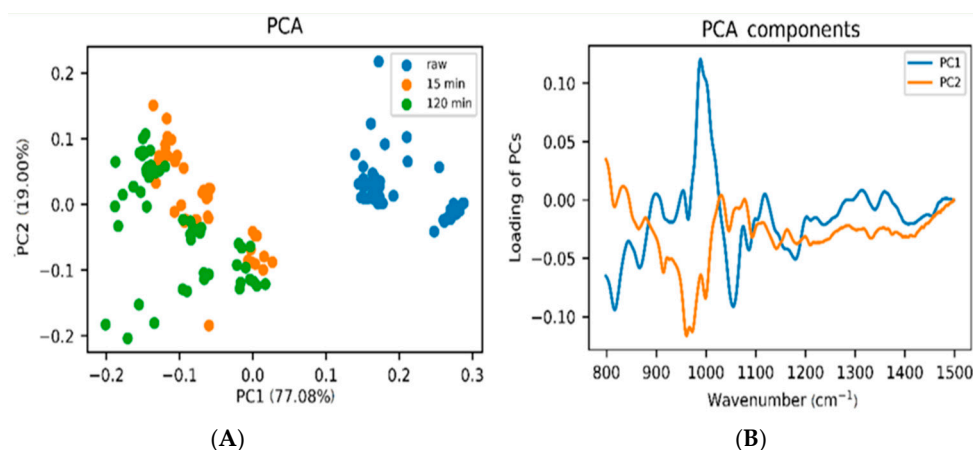 PCA
PC2 (19.00%)
0.2
0.1
0.0
−0.1
−0.2
raw
15 min
120 min
−0.2 −0.1 0.0 0.1 0.2 0.3
PC1 (77.08%)
(A)
PCA components
Loading of PCs
0.10
0.05
0.00
−0.05
−0.10
PC1
PC2
800 900 1000 1100 1200 1300 1400 1500
Wavenumber (cm⁻¹)
(B)